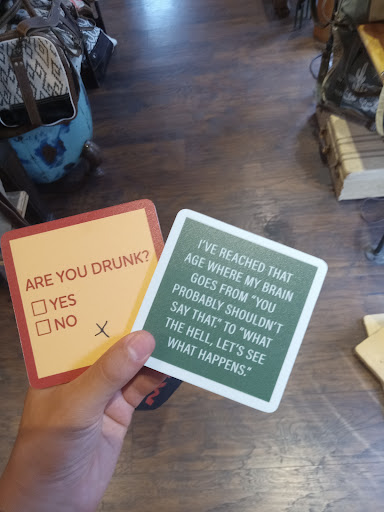 ARE YOU DRUNK?
☐ YES
☐ NO
X
I'VE REACHED THAT
AGE WHERE MY BRAIN
GOES FROM "YOU
PROBABLY SHOULDN'T
SAY THAT," TO "WHAT
THE HELL, LET'S SEE
WHAT HAPPENS."